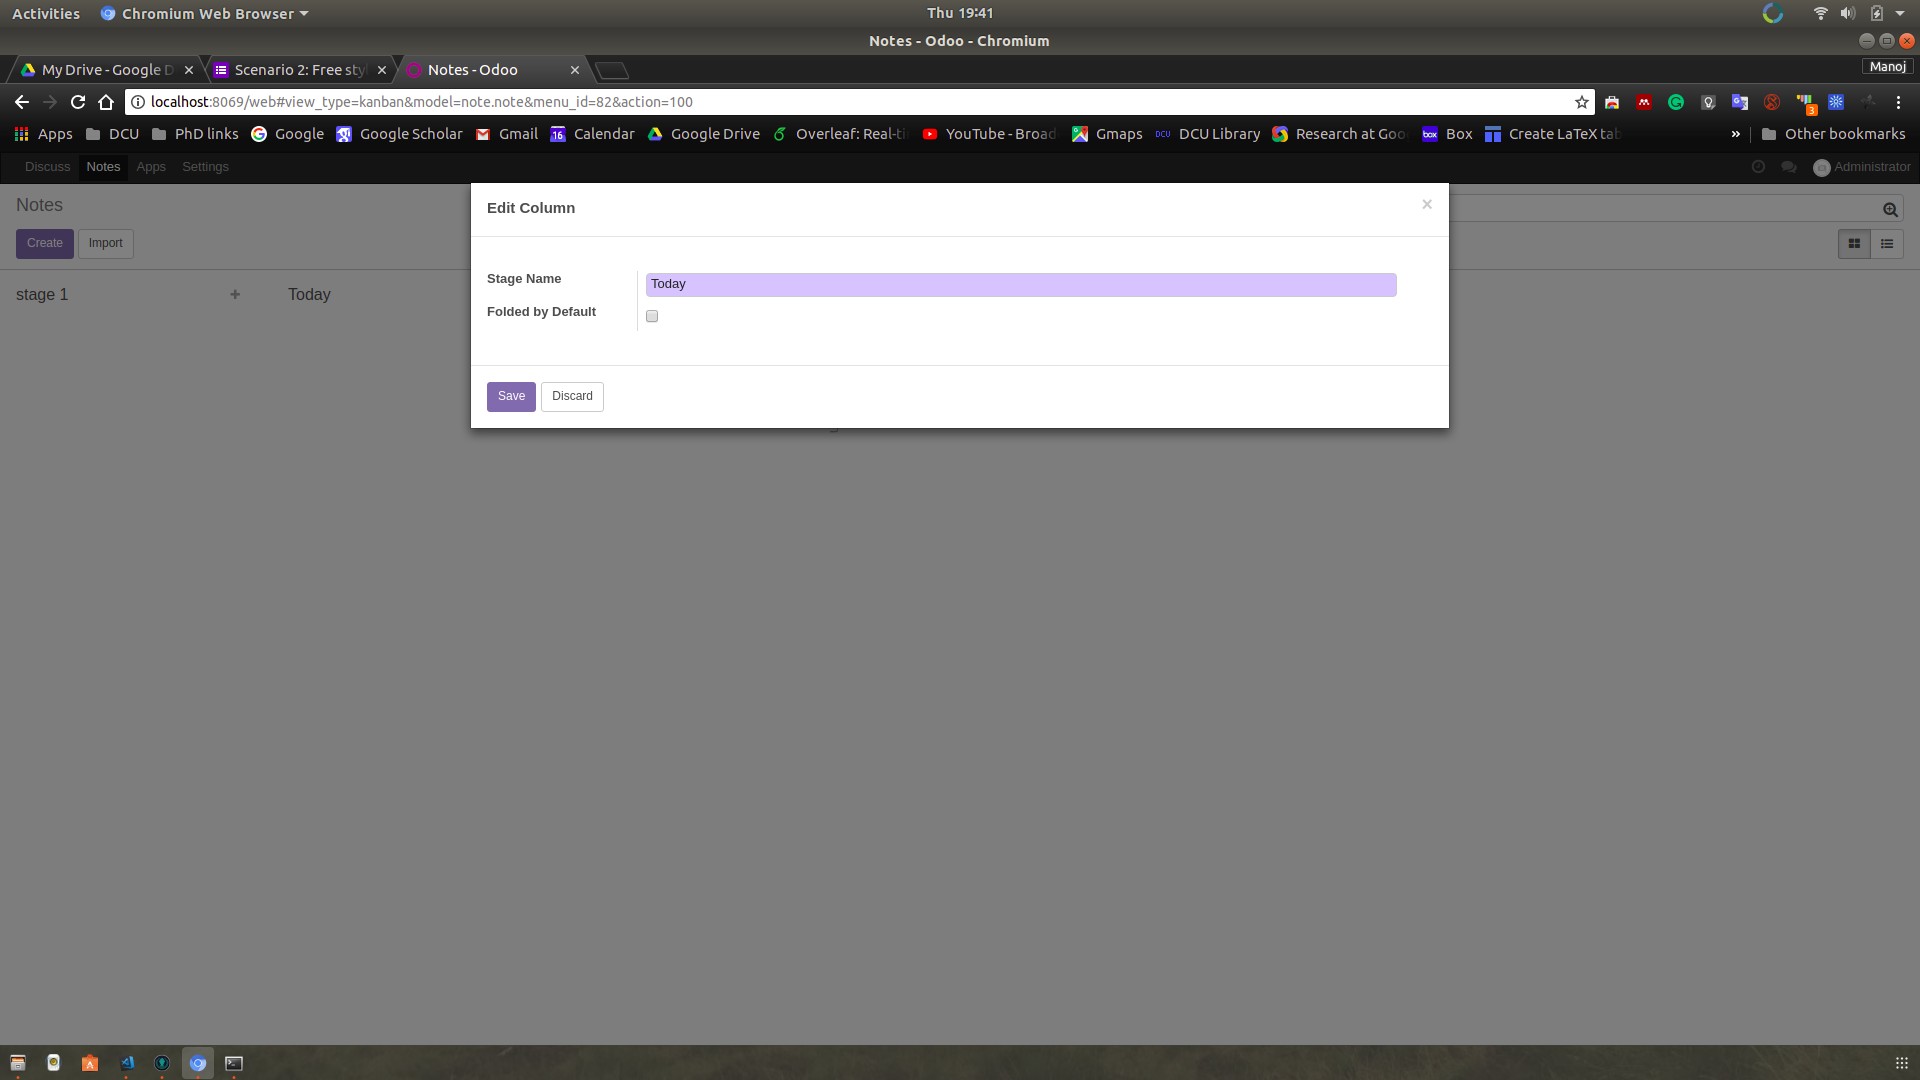 Activities Chromium Web Browser Thu 19:41
Notes - Odoo - Chromium
My Drive - Google D Scenario 2: Free sty Notes - Odoo Manoj
localhost:8069/web#view_type=kanban&model=note.note&menu_id=82&action=100
3
Apps DCU PhD links Google Google Scholar Gmail 16 Calendar Google Drive Overleaf: Real-ti YouTube - Broad Gmaps DCU DCU Library Research at Goo box Box Create LaTeX tab » Other bookmarks
Discuss Notes Apps Settings Administrator
Notes
Edit Column ×
Create Import
stage 1 Today
Stage Name Today
Folded by Default
Save Discard